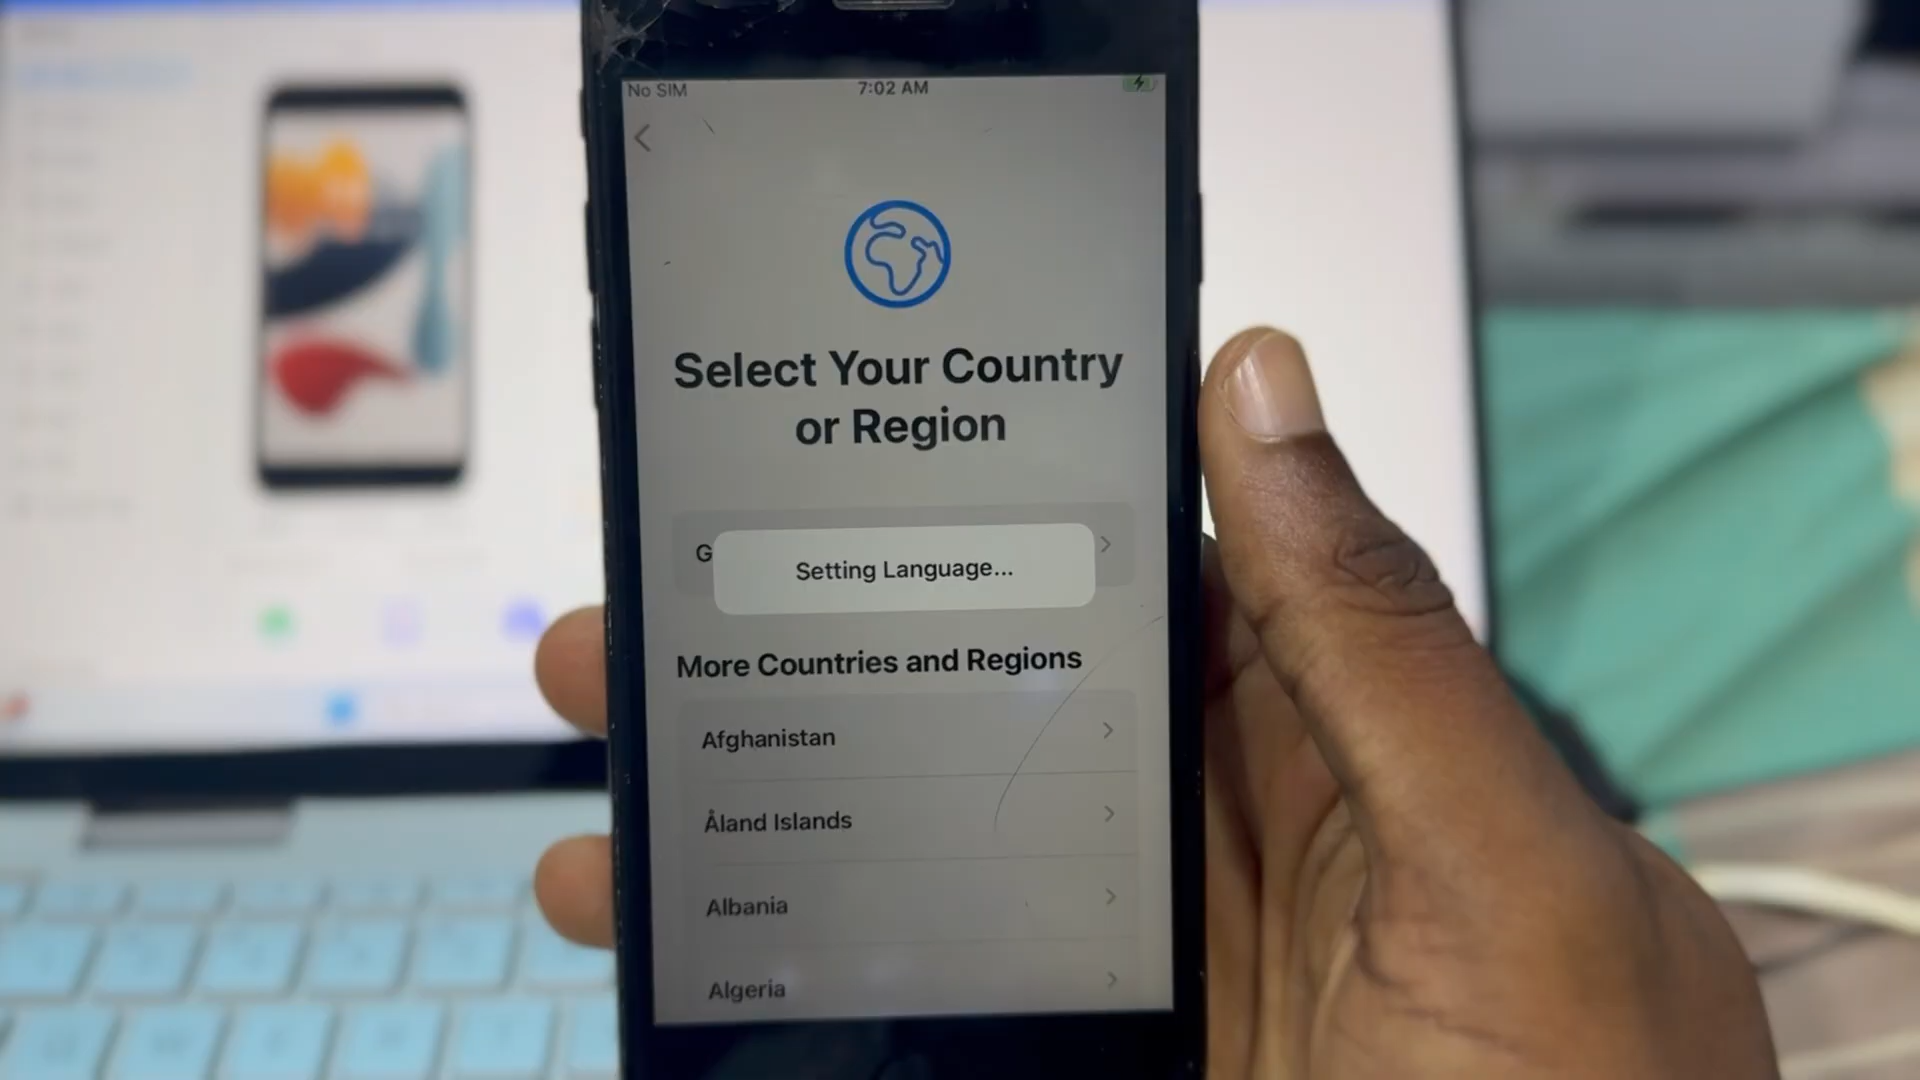 No SIM
7:02 AM
Select Your Country
or Region
G
Setting Language...
More Countries and Regions
Afghanistan
Åland Islands
Albania
Algeria